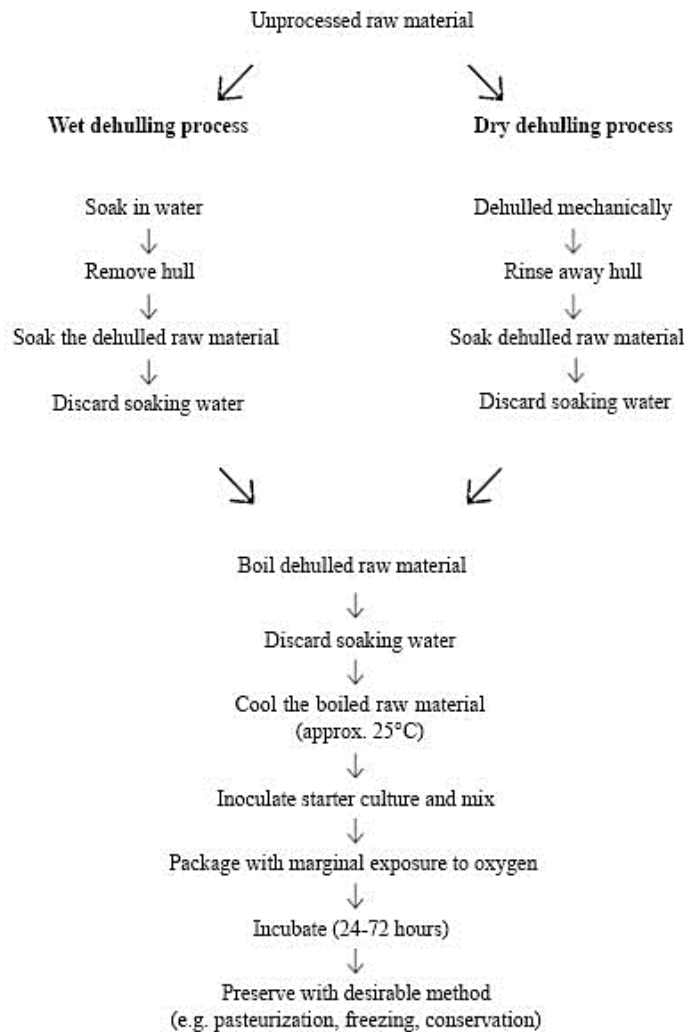 Unprocessed raw material
Wet dehulling process
Soak in water
Remove hull
Soak the dehulled raw material
Discard soaking water
Dry dehulling process
Dehulled mechanically
Rinse away hull
Soak dehulled raw material
Discard soaking water
Boil dehulled raw material
Discard soaking water
Cool the boiled raw material
(approx. 25°C)
Inoculate starter culture and mix
Package with marginal exposure to oxygen
Incubate (24-72 hours)
Preserve with desirable method
(e.g. pasteurization, freezing, conservation)